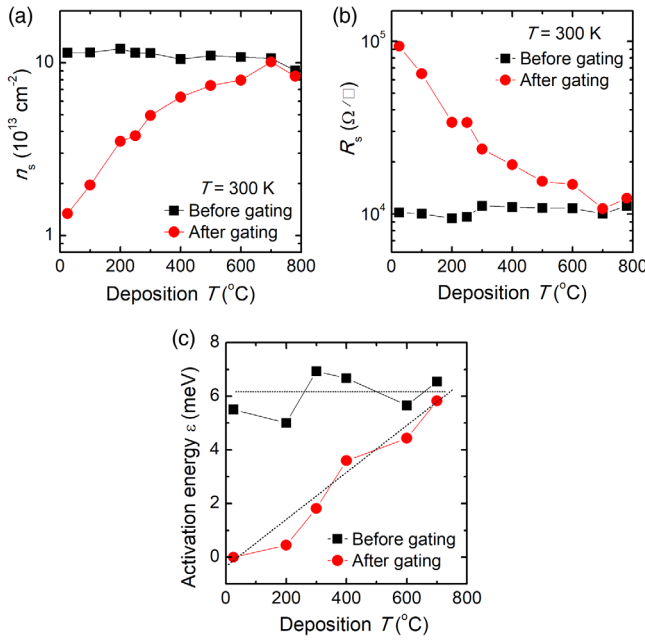 (a)
10
1
n_s (10^13 cm^-2)
T = 300 K
Before gating
After gating
0 200 400 600 800
Deposition T (°C)
(b)
10^5
10^4
R_s (Ω/□)
T = 300 K
Before gating
After gating
0 200 400 600 800
Deposition T (°C)
(c)
8
6
4
2
0
Activation energy ε (meV)
Before gating
After gating
0 200 400 600 800
Deposition T (°C)